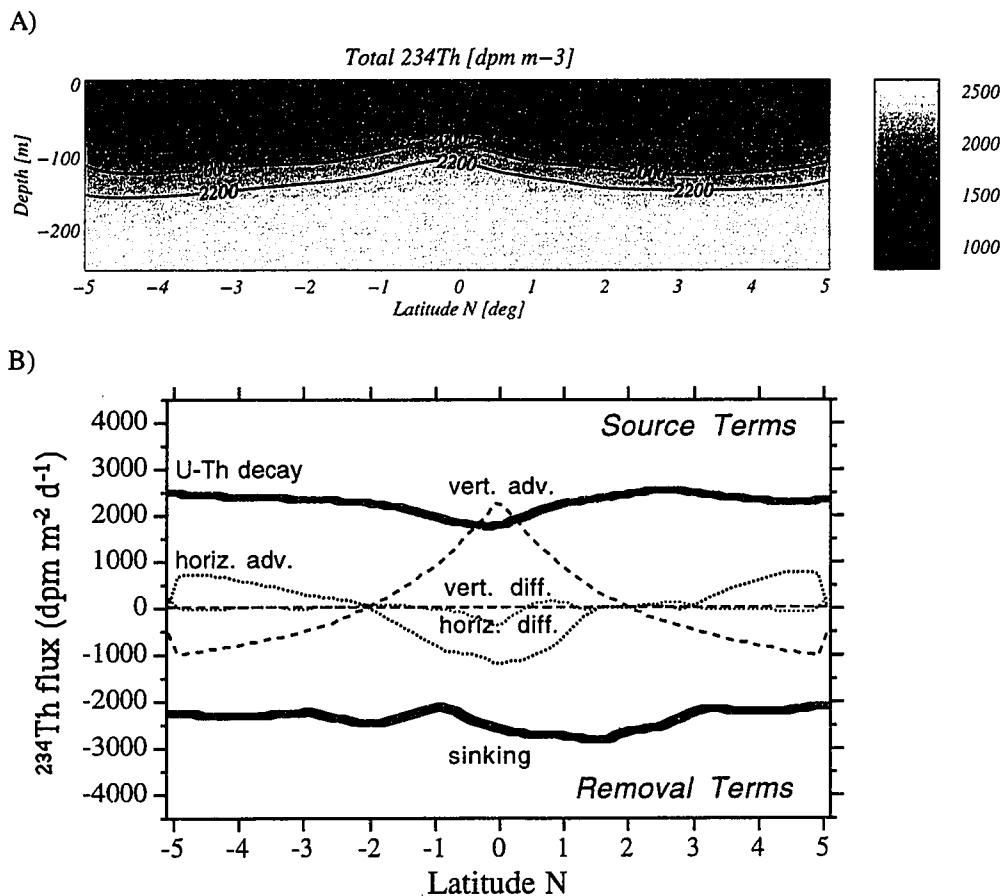 A)
Total 234Th [dpm m−3]
0
−100
−200
Depth [m]
2000
2000
2200
2200
2200
−5 −4 −3 −2 −1 0 1 2 3 4 5
Latitude N [deg]
2500
2000
1500
1000
B)
4000
3000
2000
1000
0
-1000
-2000
-3000
-4000
²³⁴Th flux (dpm m⁻² d⁻¹)
Source Terms
U-Th decay
vert. adv.
horiz. adv.
vert. diff.
horiz. diff.
sinking
Removal Terms
-5 -4 -3 -2 -1 0 1 2 3 4 5
Latitude N